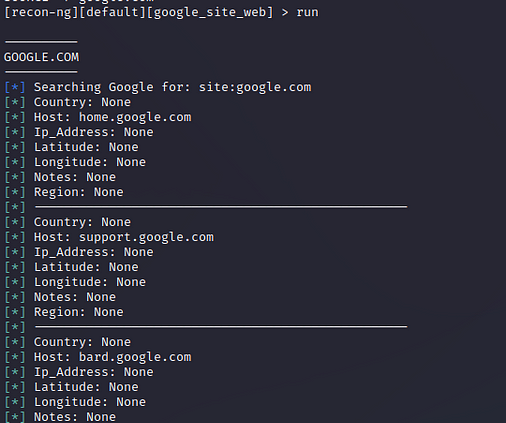 [recon-ng][default][google_site_web] > run
----------
GOOGLE.COM
----------
[*] Searching Google for: site:google.com
[*] Country: None
[*] Host: home.google.com
[*] Ip_Address: None
[*] Latitude: None
[*] Longitude: None
[*] Notes: None
[*] Region: None
[*] --------------------------------------------------
[*] Country: None
[*] Host: support.google.com
[*] Ip_Address: None
[*] Latitude: None
[*] Longitude: None
[*] Notes: None
[*] Region: None
[*] --------------------------------------------------
[*] Country: None
[*] Host: bard.google.com
[*] Ip_Address: None
[*] Latitude: None
[*] Longitude: None
[*] Notes: None